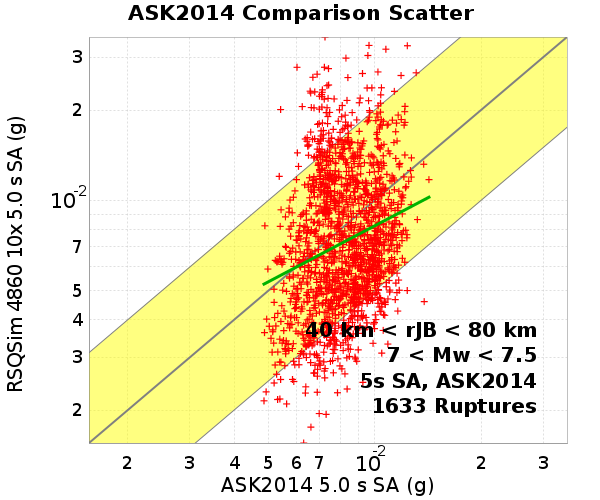 ASK2014 Comparison Scatter
RSQSim 4860 10x 5.0 s SA (g)
3
2
10-2
7
5
4
3
2
40 km < rJB < 80 km
7 < Mw < 7.5
5s SA, ASK2014
1633 Ruptures
2 3 4 5 6 7 10-2 2 3
ASK2014 5.0 s SA (g)